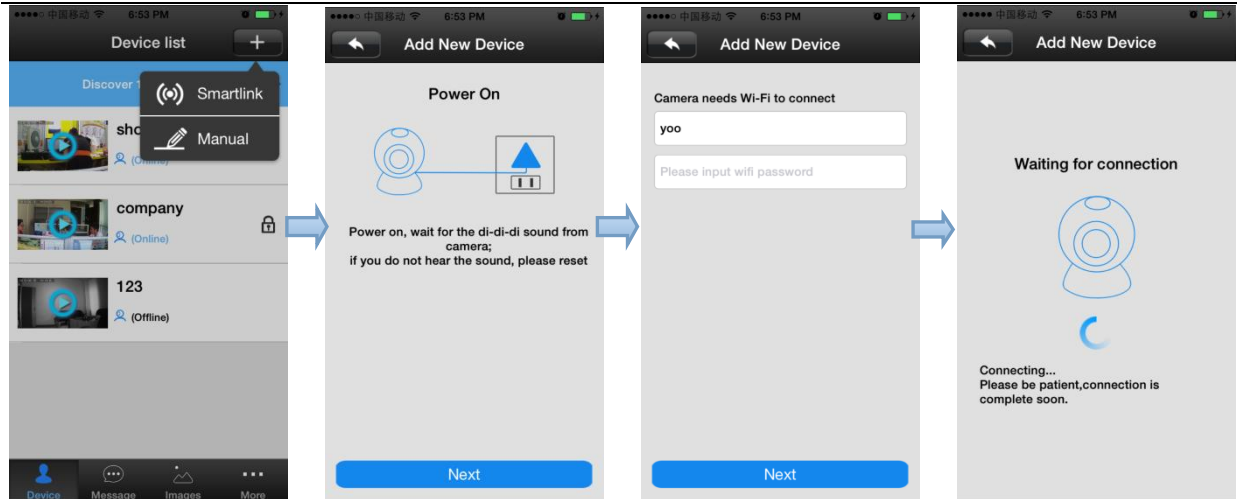 中国移动 6:53 PM
Device list
+
Discover
Smartlink
Manual
sho
(Online)
company
(Online)
123
(Offline)
Device Message Images More
中国移动 6:53 PM
Add New Device
Power On
Power on, wait for the di-di-di sound from
camera;
if you do not hear the sound, please reset
Next
中国移动 6:53 PM
Add New Device
Camera needs Wi-Fi to connect
yoo
Please input wifi password
Next
中国移动 6:53 PM
Add New Device
Waiting for connection
Connecting...
Please be patient,connection is
complete soon.